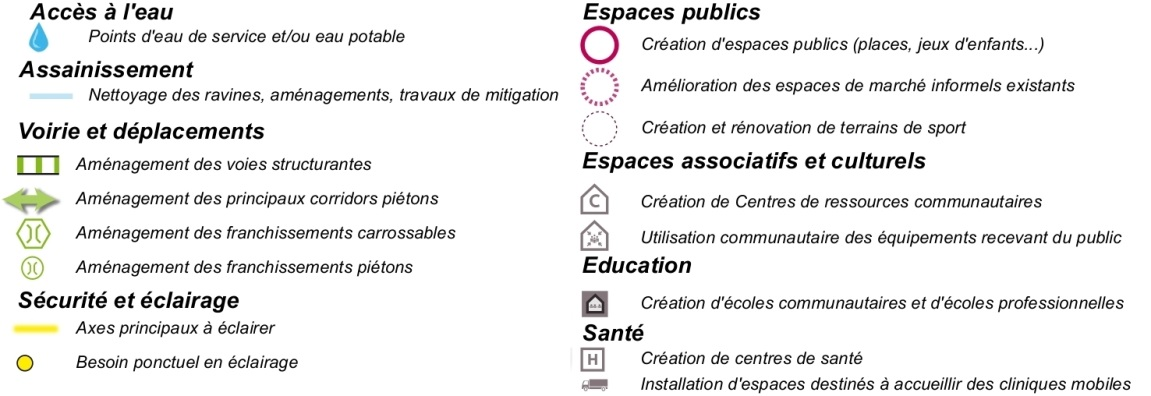 Accès à l'eau
Points d'eau de service et/ou eau potable
Assainissement
Nettoyage des ravines, aménagements, travaux de mitigation
Voirie et déplacements
Aménagement des voies structurantes
Aménagement des principaux corridors piétons
Aménagement des franchissements carrossables
Aménagement des franchissements piétons
Sécurité et éclairage
Axes principaux à éclairer
Besoin ponctuel en éclairage
Espaces publics
Création d'espaces publics (places, jeux d'enfants...)
Amélioration des espaces de marché informels existants
Création et rénovation de terrains de sport
Espaces associatifs et culturels
C
Création de Centres de ressources communautaires
Utilisation communautaire des équipements recevant du public
Education
Création d'écoles communautaires et d'écoles professionnelles
Santé
H
Création de centres de santé
Installation d'espaces destinés à accueillir des cliniques mobiles